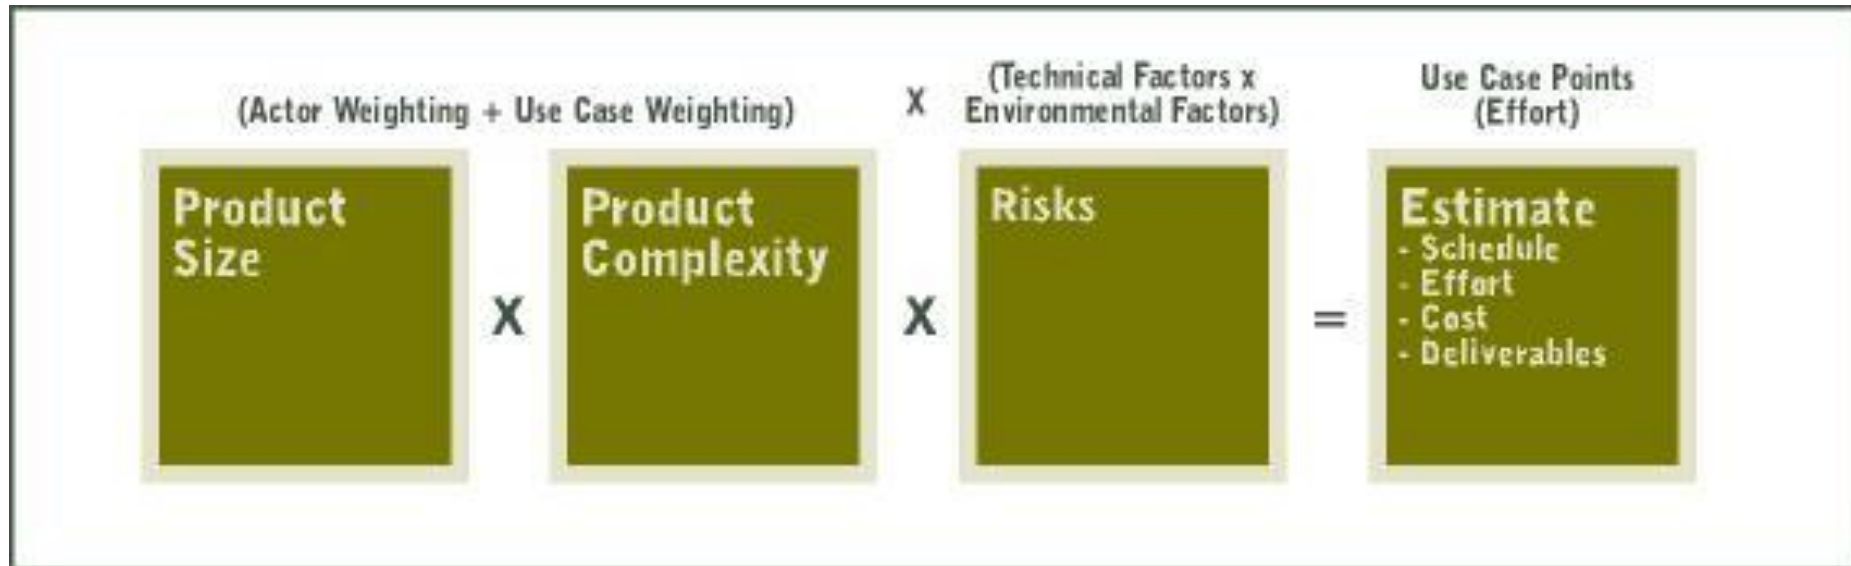 (Actor Weighting + Use Case Weighting)
X
(Technical Factors x
Environmental Factors)
Use Case Points
(Effort)
Product
Size
X
Product
Complexity
X
Risks
=
Estimate
- Schedule
- Effort
- Cost
- Deliverables